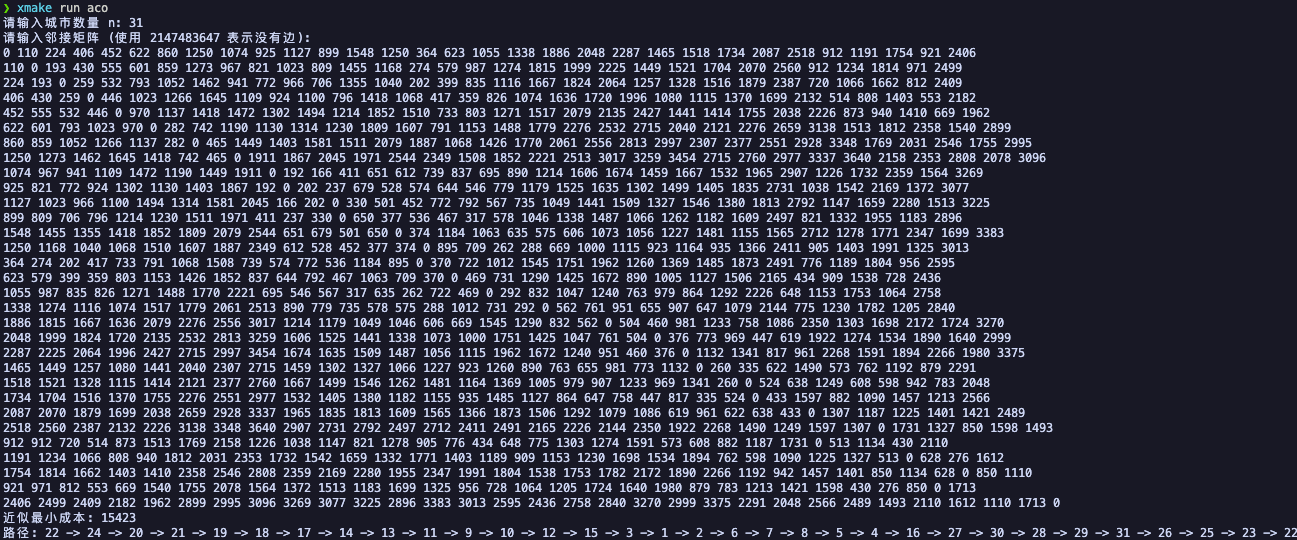 ❯ xmake run aco
请输入城市数量 n: 31
请输入邻接矩阵 (使用 2147483647 表示没有边):
0 110 224 406 452 622 860 1250 1074 925 1127 899 1548 1250 364 623 1055 1338 1886 2048 2287 1465 1518 1734 2087 2518 912 1191 1754 921 2406
110 0 193 430 555 601 859 1273 967 821 1023 809 1455 1168 274 579 987 1274 1815 1999 2225 1449 1521 1704 2070 2560 912 1234 1814 971 2499
224 193 0 259 532 793 1052 1462 941 772 966 706 1355 1040 202 399 835 1116 1667 1824 2064 1257 1328 1516 1879 2387 720 1066 1662 812 2409
406 430 259 0 446 1023 1266 1645 1109 924 1100 796 1418 1068 417 359 826 1074 1636 1720 1996 1080 1115 1370 1699 2132 514 808 1403 553 2182
452 555 532 446 0 970 1137 1418 1472 1302 1494 1214 1852 1510 733 803 1271 1517 2079 2135 2427 1441 1414 1755 2038 2226 873 940 1410 669 1962
622 601 793 1023 970 0 282 742 1190 1130 1314 1230 1809 1607 791 1153 1488 1779 2276 2532 2715 2040 2121 2276 2659 3138 1513 1812 2358 1540 2899
860 859 1052 1266 1137 282 0 465 1449 1403 1581 1511 2079 1887 1068 1426 1770 2061 2556 2813 2997 2307 2377 2551 2928 3348 1769 2031 2546 1755 2995
1250 1273 1462 1645 1418 742 465 0 1911 1867 2045 1971 2544 2349 1508 1852 2221 2513 3017 3259 3454 2715 2760 2977 3337 3640 2158 2353 2808 2078 3096
1074 967 941 1109 1472 1190 1449 1911 0 192 166 411 651 612 739 837 695 890 1214 1606 1674 1459 1667 1532 1965 2907 1226 1732 2359 1564 3269
925 821 772 924 1302 1130 1403 1867 192 0 202 237 679 528 574 644 546 779 1179 1525 1635 1302 1499 1405 1835 2731 1038 1542 2169 1372 3077
1127 1023 966 1100 1494 1314 1581 2045 166 202 0 330 501 452 772 792 567 735 1049 1441 1509 1327 1546 1380 1813 2792 1147 1659 2280 1513 3225
899 809 706 796 1214 1230 1511 1971 411 237 330 0 650 377 536 467 317 578 1046 1338 1487 1066 1262 1182 1609 2497 821 1332 1955 1183 2896
1548 1455 1355 1418 1852 1809 2079 2544 651 679 501 650 0 374 1184 1063 635 575 606 1073 1056 1227 1481 1155 1565 2712 1278 1771 2347 1699 3383
1250 1168 1040 1068 1510 1607 1887 2349 612 528 452 377 374 0 895 709 262 288 669 1000 1115 923 1164 935 1366 2411 905 1403 1991 1325 3013
364 274 202 417 733 791 1068 1508 739 574 772 536 1184 895 0 370 722 1012 1545 1751 1962 1260 1369 1485 1873 2491 776 1189 1804 956 2595
623 579 399 359 803 1153 1426 1852 837 644 792 467 1063 709 370 0 469 731 1290 1425 1672 890 1005 1127 1506 2165 434 909 1538 728 2436
1055 987 835 826 1271 1488 1770 2221 695 546 567 317 635 262 722 469 0 292 832 1047 1240 763 979 864 1292 2226 648 1153 1753 1064 2758
1338 1274 1116 1074 1517 1779 2061 2513 890 779 735 578 575 288 1012 731 292 0 562 761 951 655 907 647 1079 2144 775 1230 1782 1205 2840
1886 1815 1667 1636 2079 2276 2556 3017 1214 1179 1049 1046 606 669 1545 1290 832 562 0 504 460 981 1233 758 1086 2350 1303 1698 2172 1724 3270
2048 1999 1824 1720 2135 2532 2813 3259 1606 1525 1441 1338 1073 1000 1751 1425 1047 761 504 0 376 773 969 447 619 1922 1274 1534 1890 1640 2999
2287 2225 2064 1996 2427 2715 2997 3454 1674 1635 1509 1487 1056 1115 1962 1672 1240 951 460 376 0 1132 1341 817 961 2268 1591 1894 2266 1980 3375
1465 1449 1257 1080 1441 2040 2307 2715 1459 1302 1327 1066 1227 923 1260 890 763 655 981 773 1132 0 260 335 622 1490 573 762 1192 879 2291
1518 1521 1328 1115 1414 2121 2377 2760 1667 1499 1546 1262 1481 1164 1369 1005 979 907 1233 969 1341 260 0 524 638 1249 608 598 942 783 2048
1734 1704 1516 1370 1755 2276 2551 2977 1532 1405 1380 1182 1155 935 1485 1127 864 647 758 447 817 335 524 0 433 1597 882 1090 1457 1213 2566
2087 2070 1879 1699 2038 2659 2928 3337 1965 1835 1813 1609 1565 1366 1873 1506 1292 1079 1086 619 961 622 638 433 0 1307 1187 1225 1401 1421 2489
2518 2560 2387 2132 2226 3138 3348 3640 2907 2731 2792 2497 2712 2411 2491 2165 2226 2144 2350 1922 2268 1490 1249 1597 1307 0 1731 1327 850 1598 1493
912 912 720 514 873 1513 1769 2158 1226 1038 1147 821 1278 905 776 434 648 775 1303 1274 1591 573 608 882 1187 1731 0 513 1134 430 2110
1191 1234 1066 808 940 1812 2031 2353 1732 1542 1659 1332 1771 1403 1189 909 1153 1230 1698 1534 1894 762 598 1090 1225 1327 513 0 628 276 1612
1754 1814 1662 1403 1410 2358 2546 2808 2359 2169 2280 1955 2347 1991 1804 1538 1753 1782 2172 1890 2266 1192 942 1457 1401 850 1134 628 0 850 1110
921 971 812 553 669 1540 1755 2078 1564 1372 1513 1183 1699 1325 956 728 1064 1205 1724 1640 1980 879 783 1213 1421 1598 430 276 850 0 1713
2406 2499 2409 2182 1962 2899 2995 3096 3269 3077 3225 2896 3383 3013 2595 2436 2758 2840 3270 2999 3375 2291 2048 2566 2489 1493 2110 1612 1110 1713 0
近似最小成本: 15423
路径: 22 -> 24 -> 20 -> 21 -> 19 -> 18 -> 17 -> 14 -> 13 -> 11 -> 9 -> 10 -> 12 -> 15 -> 3 -> 1 -> 2 -> 6 -> 7 -> 8 -> 5 -> 4 -> 16 -> 27 -> 30 -> 28 -> 29 -> 31 -> 26 -> 25 -> 23 -> 22